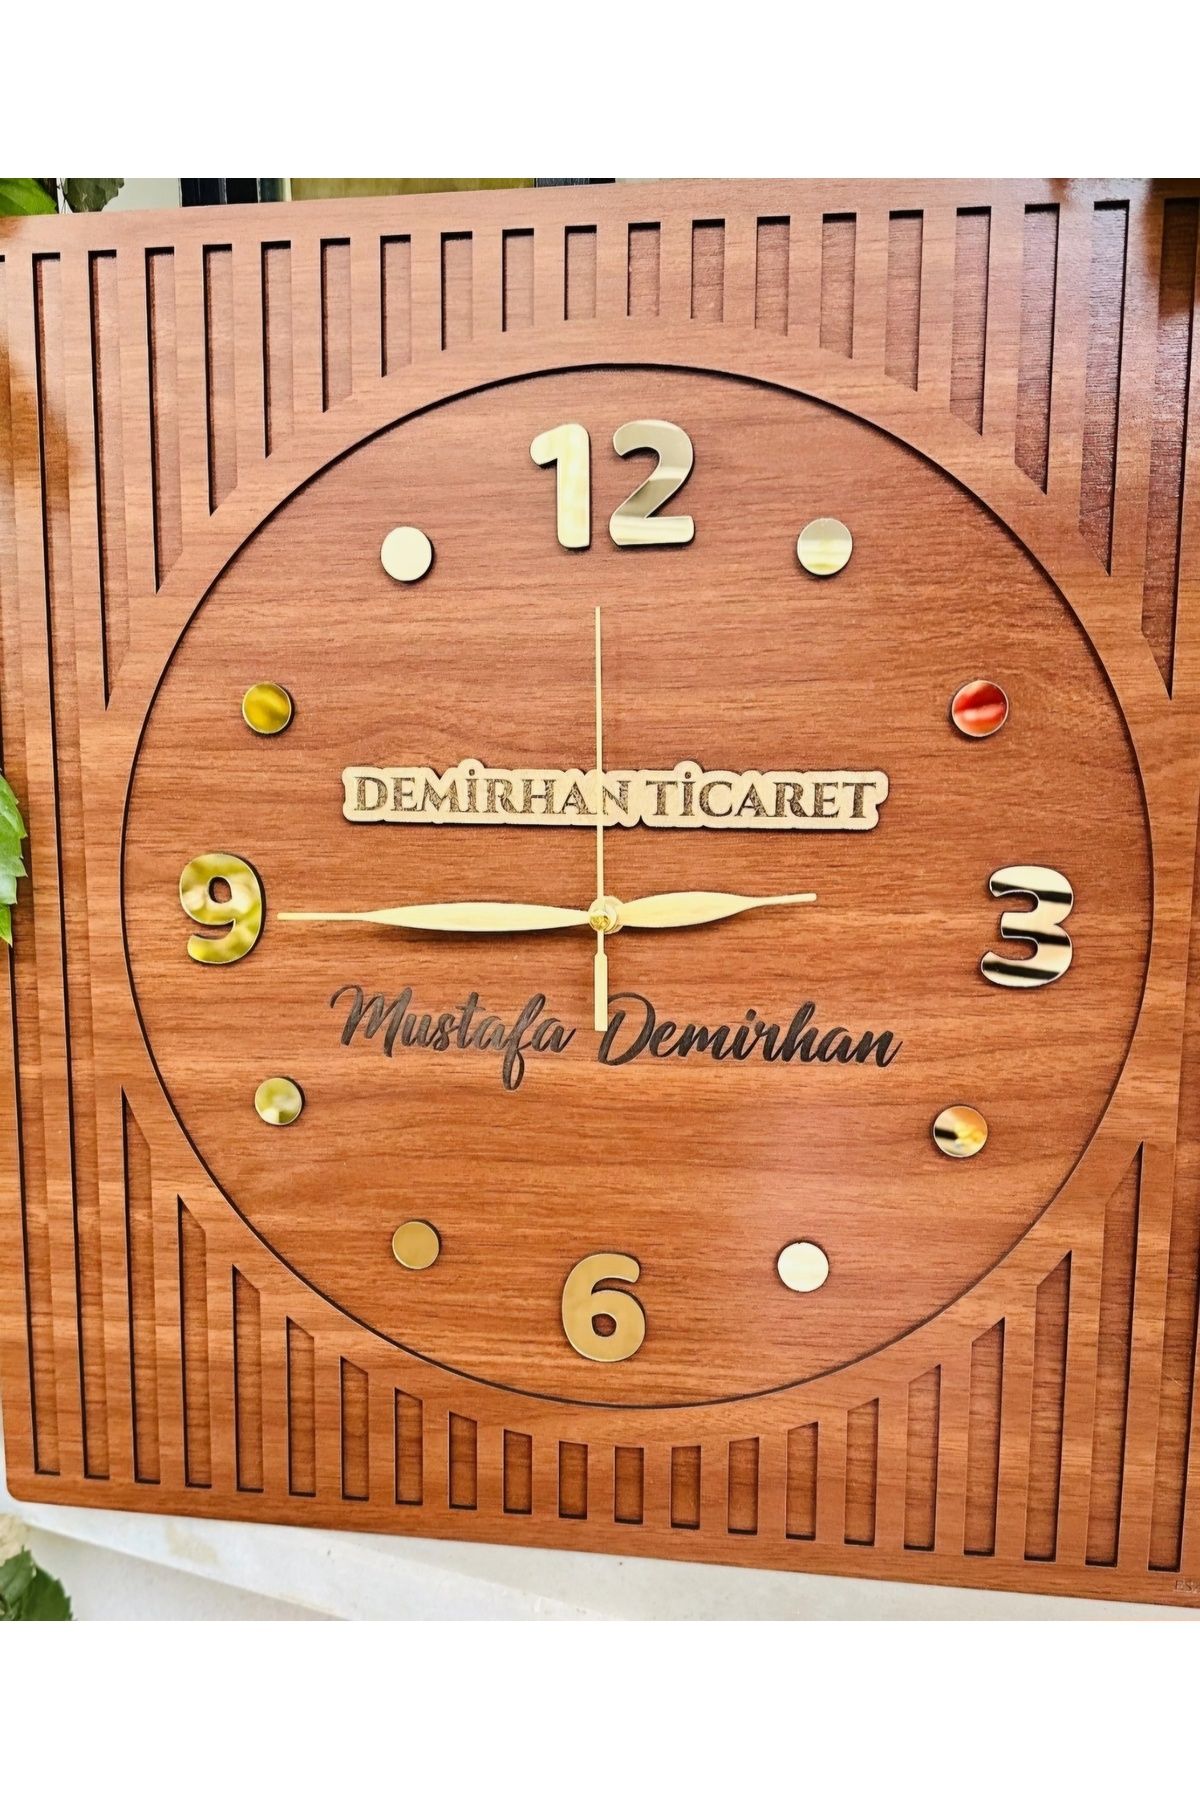 12
DEMİRHAN TİCARET
9
3
Mustafa Demirhan
6